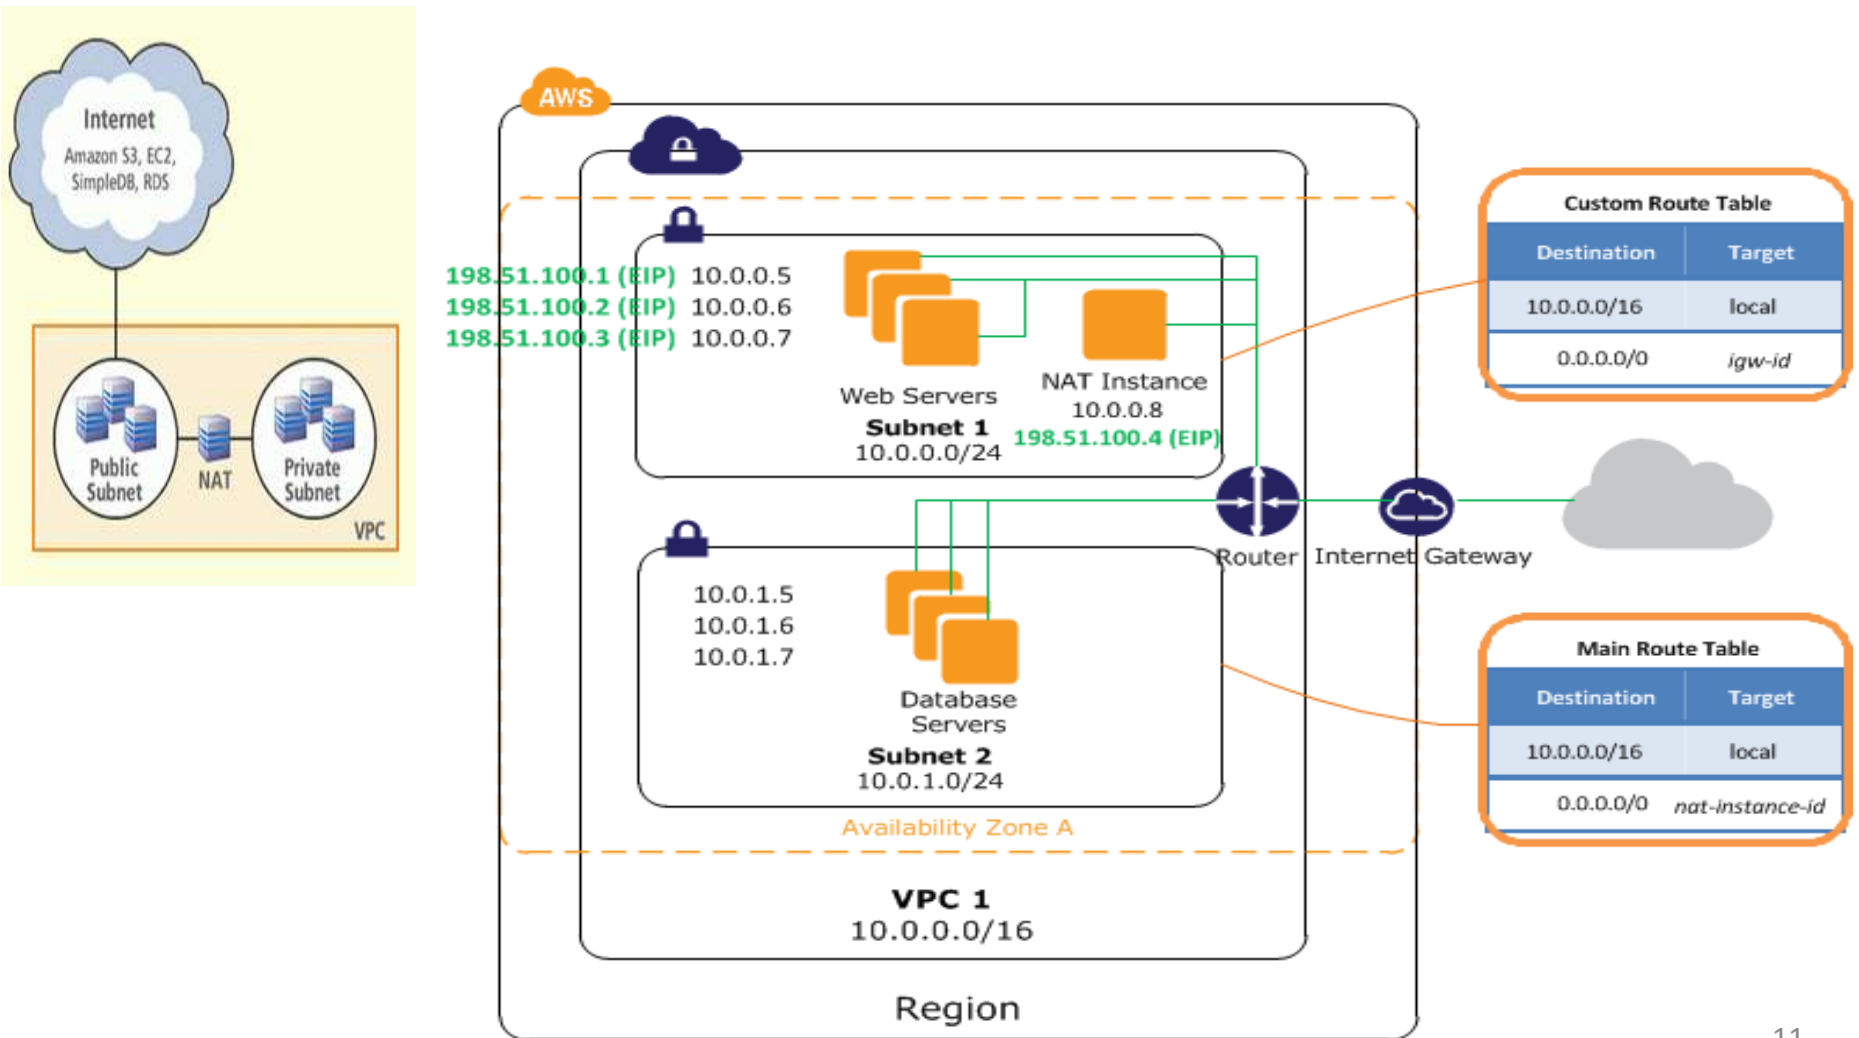 Internet
Amazon S3, EC2,
SimpleDB, RDS
Public
Subnet
NAT
Private
Subnet
VPC
AWS
198.51.100.1 (EIP) 10.0.0.5
198.51.100.2 (EIP) 10.0.0.6
198.51.100.3 (EIP) 10.0.0.7
Web Servers
Subnet 1
10.0.0.0/24
NAT Instance
10.0.0.8
198.51.100.4 (EIP)
Router
Internet Gateway
10.0.1.5
10.0.1.6
10.0.1.7
Database
Servers
Subnet 2
10.0.1.0/24
Availability Zone A
VPC 1
10.0.0.0/16
Region
Custom Route Table
Destination Target
10.0.0.0/16 local
0.0.0.0/0 igw-id
Main Route Table
Destination Target
10.0.0.0/16 local
0.0.0.0/0 nat-instance-id
11